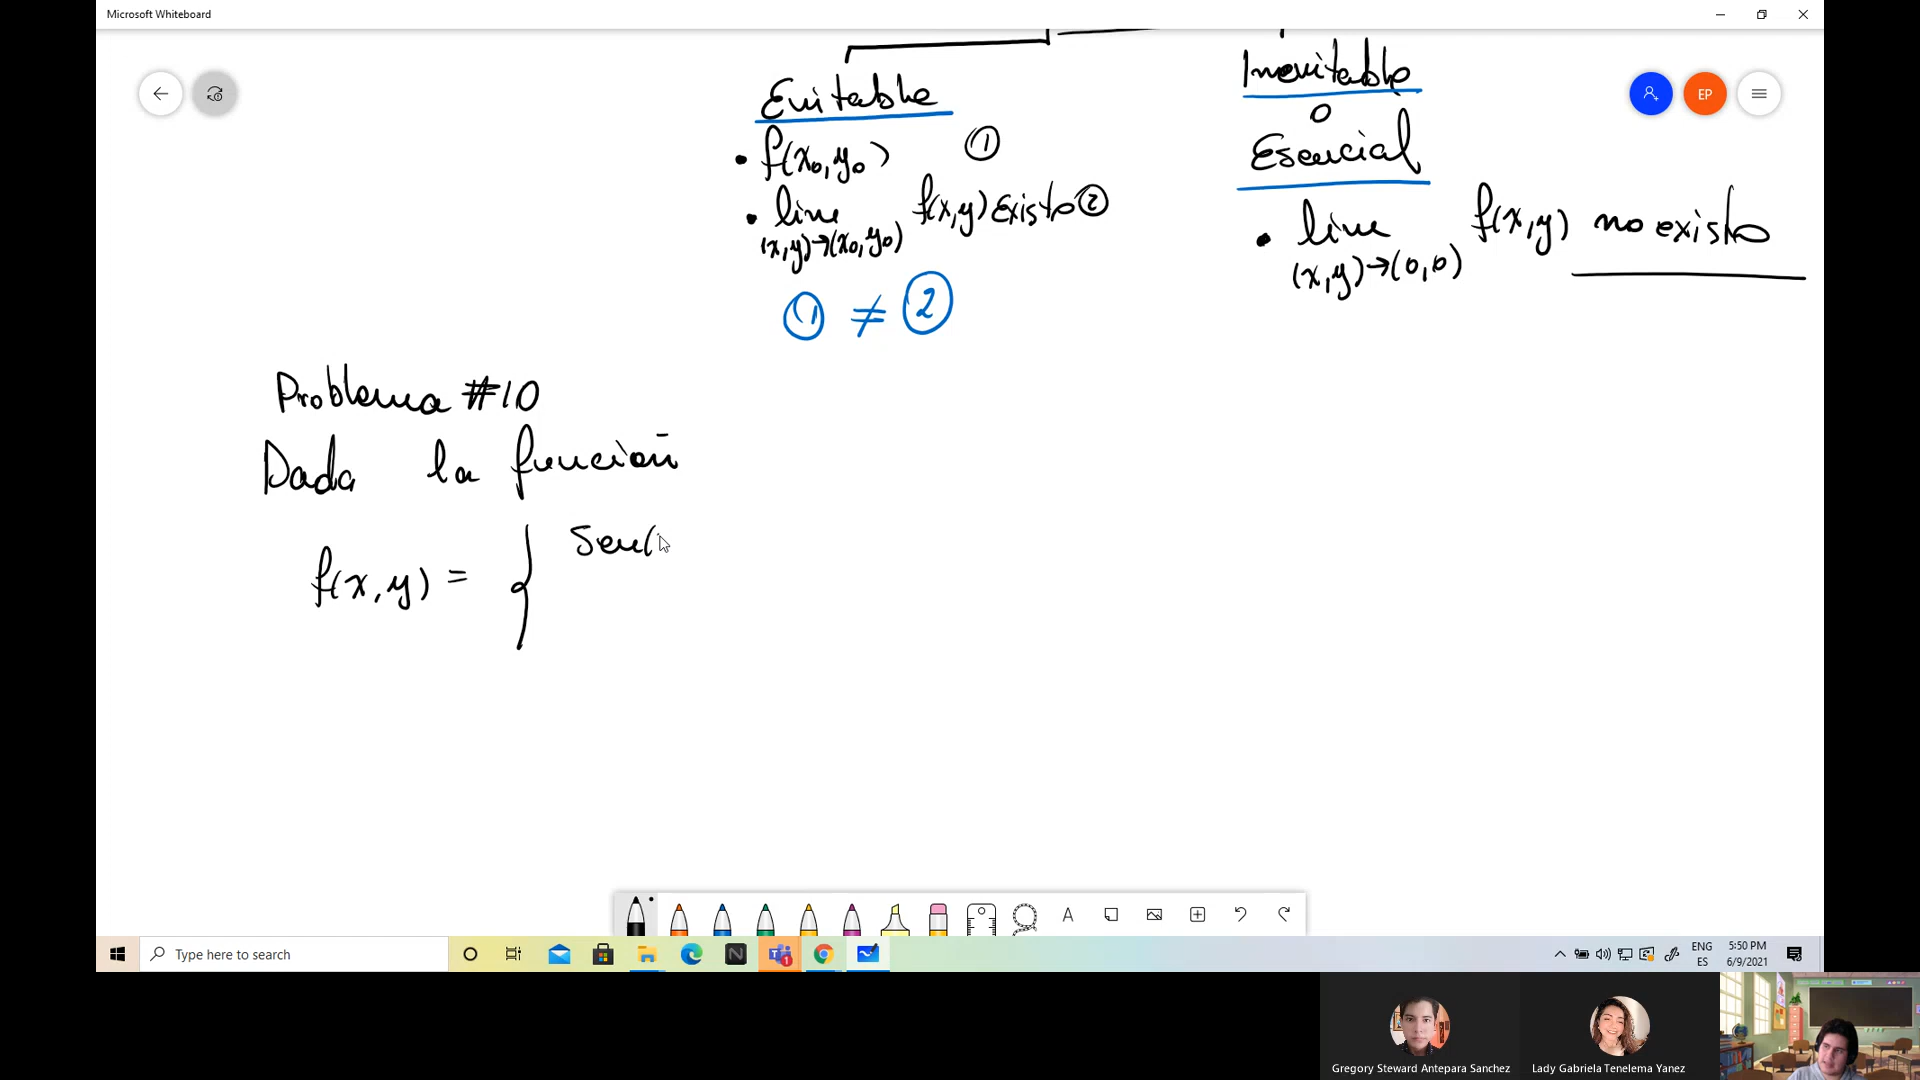 Microsoft Whiteboard
EP
Evitable
• f(x₀,y₀) ①
• lim f(x,y) existe ②
(x,y)→(x₀,y₀)
① ≠ ②
Inevitable
o
Esencial
• lim f(x,y) no existe
(x,y)→(0,0)
Problema #10
Dada la función
f(x,y) = { Sen(
A
Type here to search
N
1
ENG
ES
5:50 PM
6/9/2021
Gregory Steward Antepara Sanchez
Lady Gabriela Tenelema Yanez